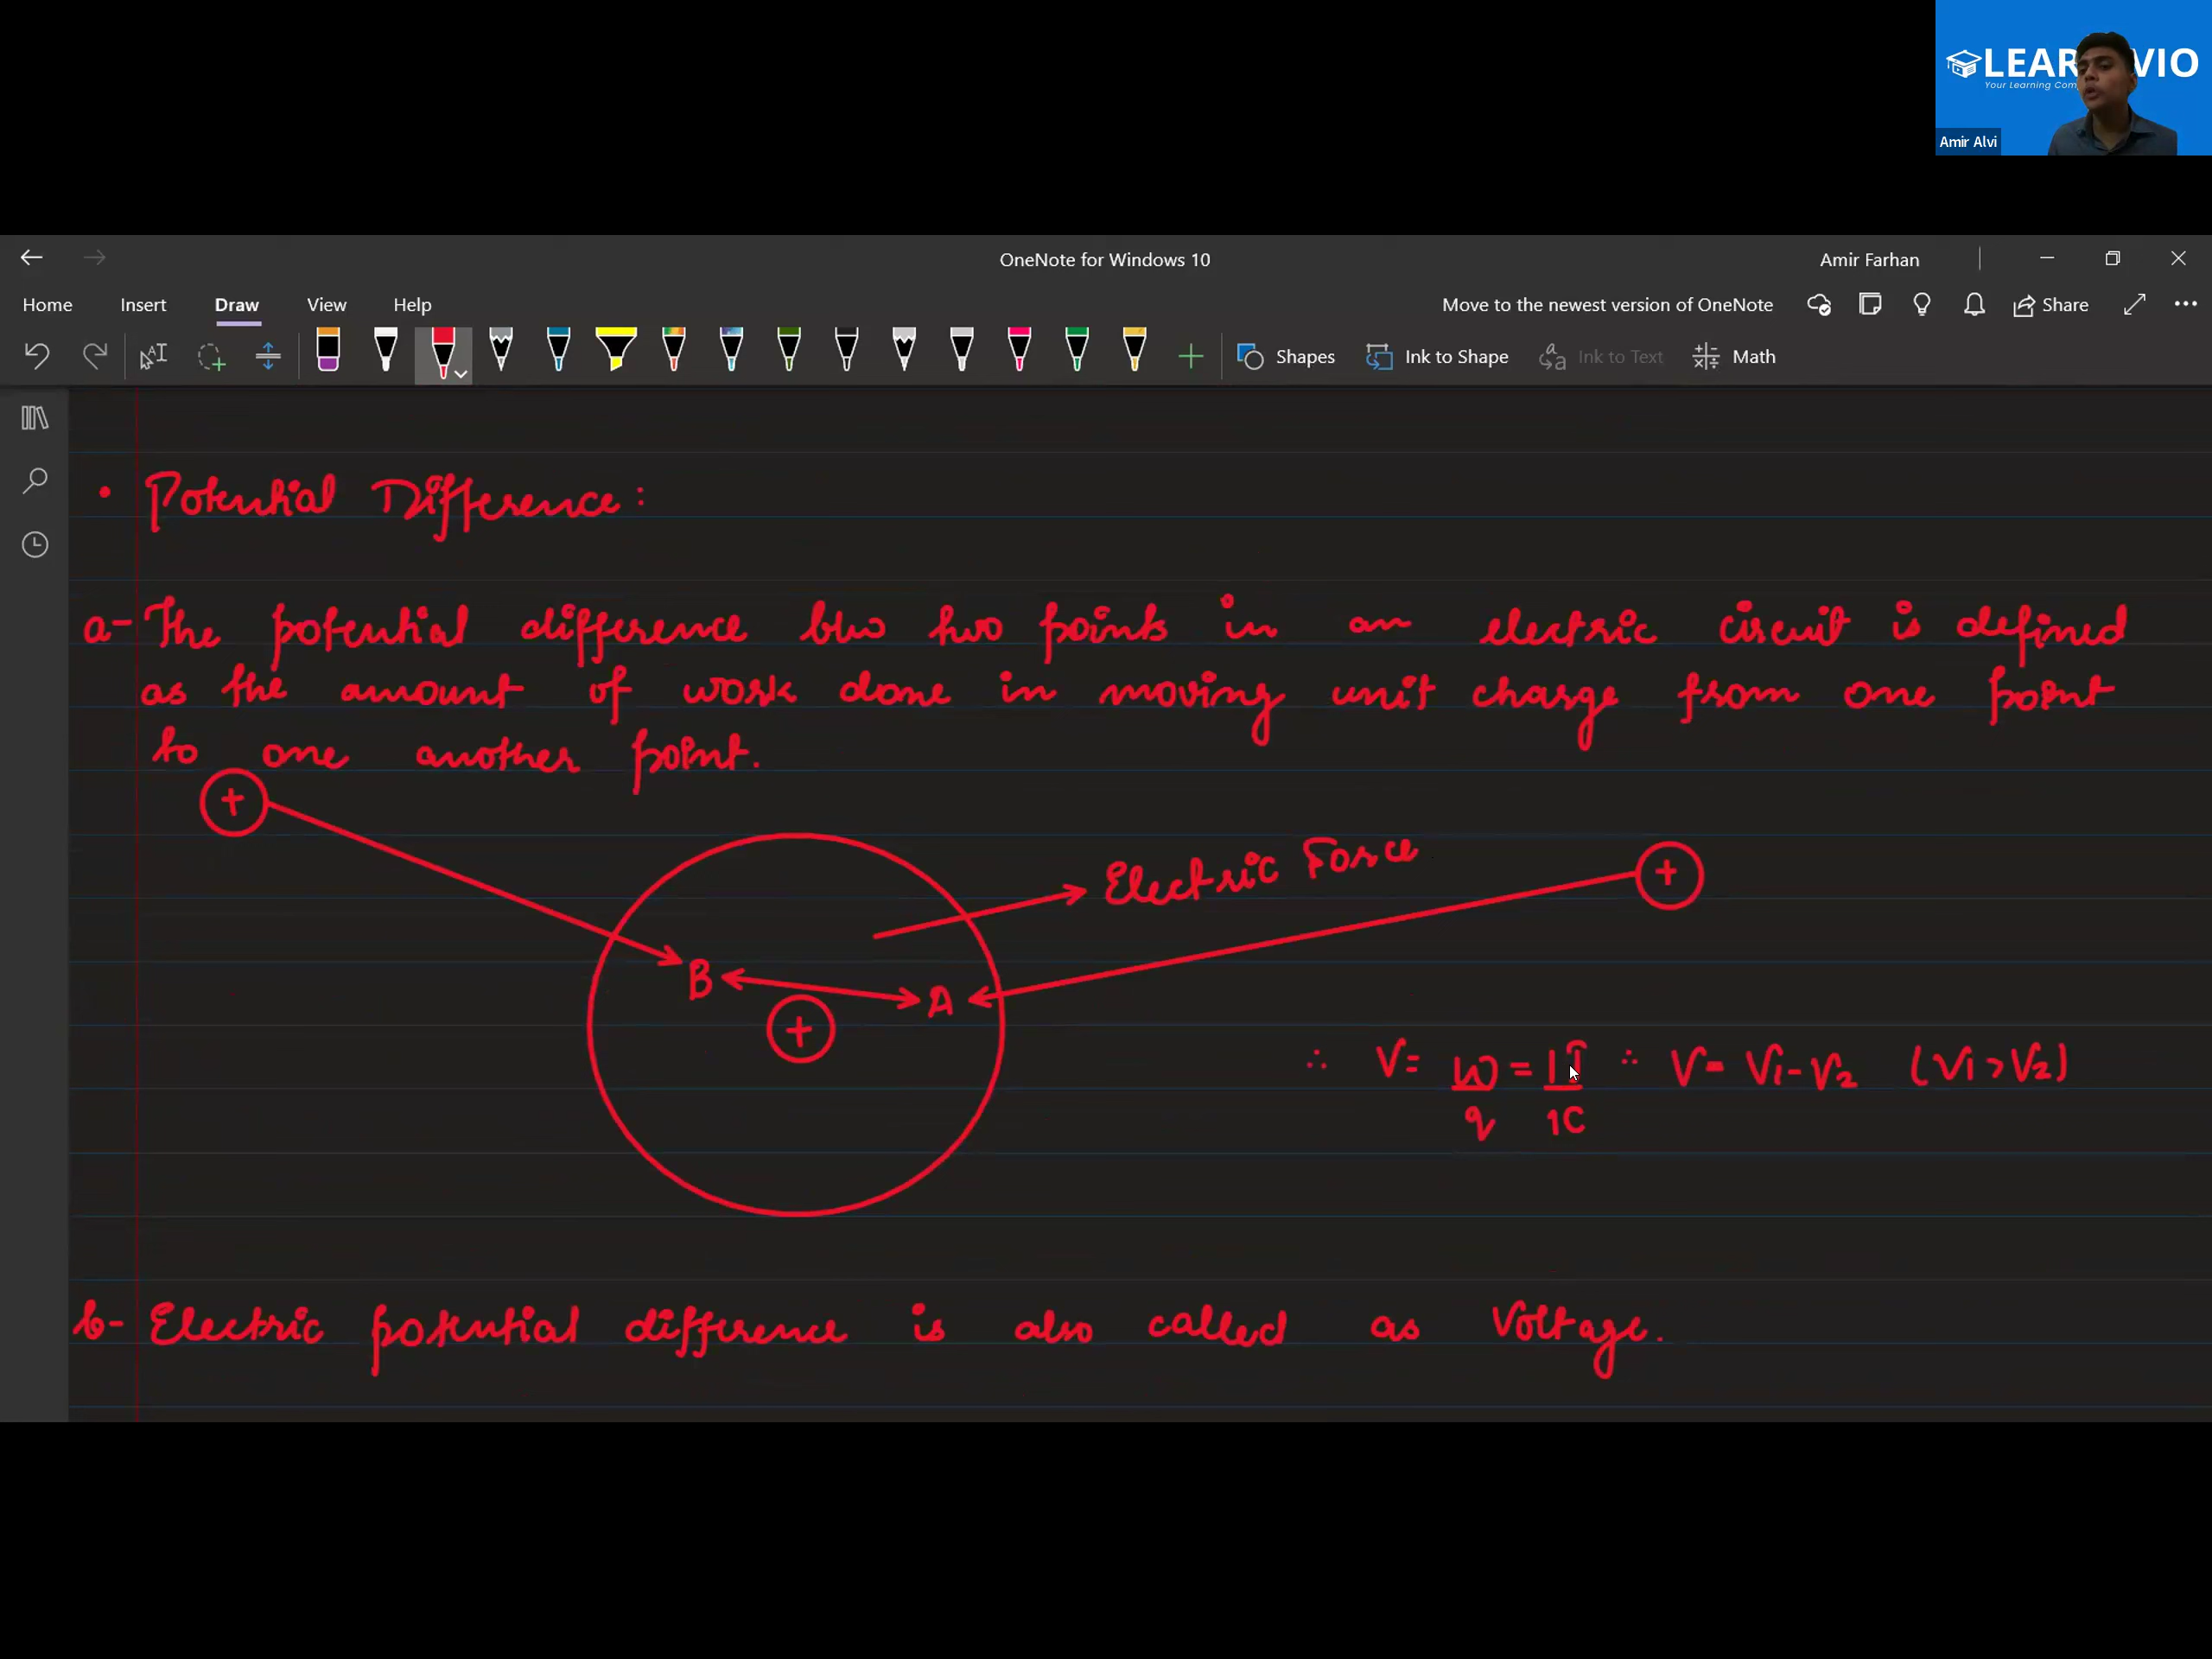 LEAR VIO
Your Learning Com
Amir Alvi
OneNote for Windows 10
Amir Farhan
Home Insert Draw View Help
Move to the newest version of OneNote
Share
Shapes
Ink to Shape
Ink to Text
Math
• Potential Difference:
a- The potential difference b/w two points in an electric circuit is defined
as the amount of work done in moving unit charge from one point
to one another point.
+
Electric Force
+
B
A
+
∴ V = W/q = 1J/1C ∴ V = V1 - V2 (V1 > V2)
b- Electric potential difference is also called as Voltage.